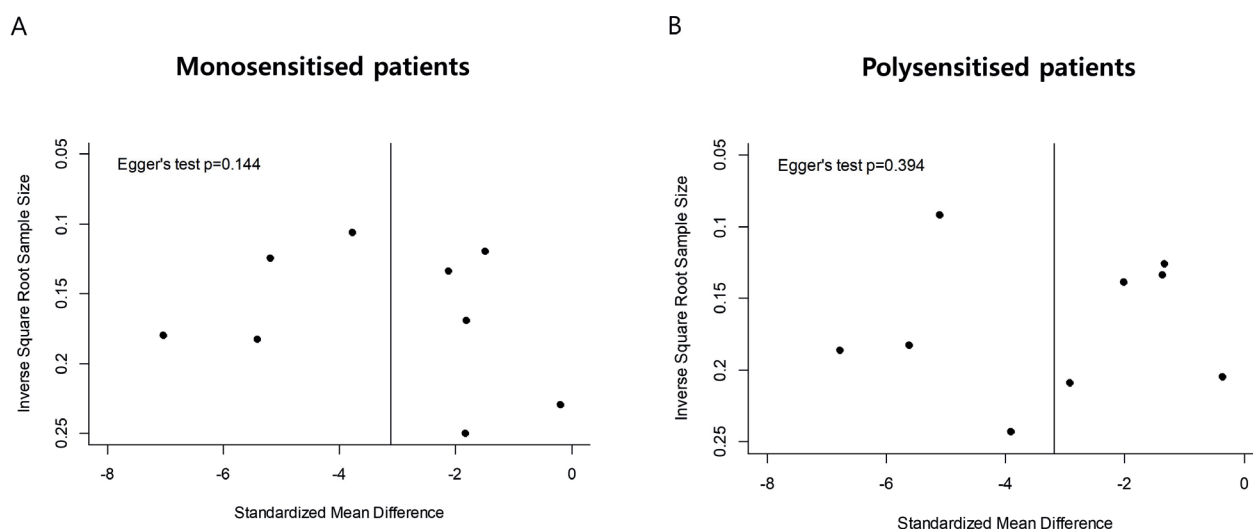 A
Monosensitised patients
Egger's test p=0.144
Inverse Square Root Sample Size
0.05
0.1
0.15
0.2
0.25
-8
-6
-4
-2
0
Standardized Mean Difference
B
Polysensitised patients
Egger's test p=0.394
Inverse Square Root Sample Size
0.05
0.1
0.15
0.2
0.25
-8
-6
-4
-2
0
Standardized Mean Difference